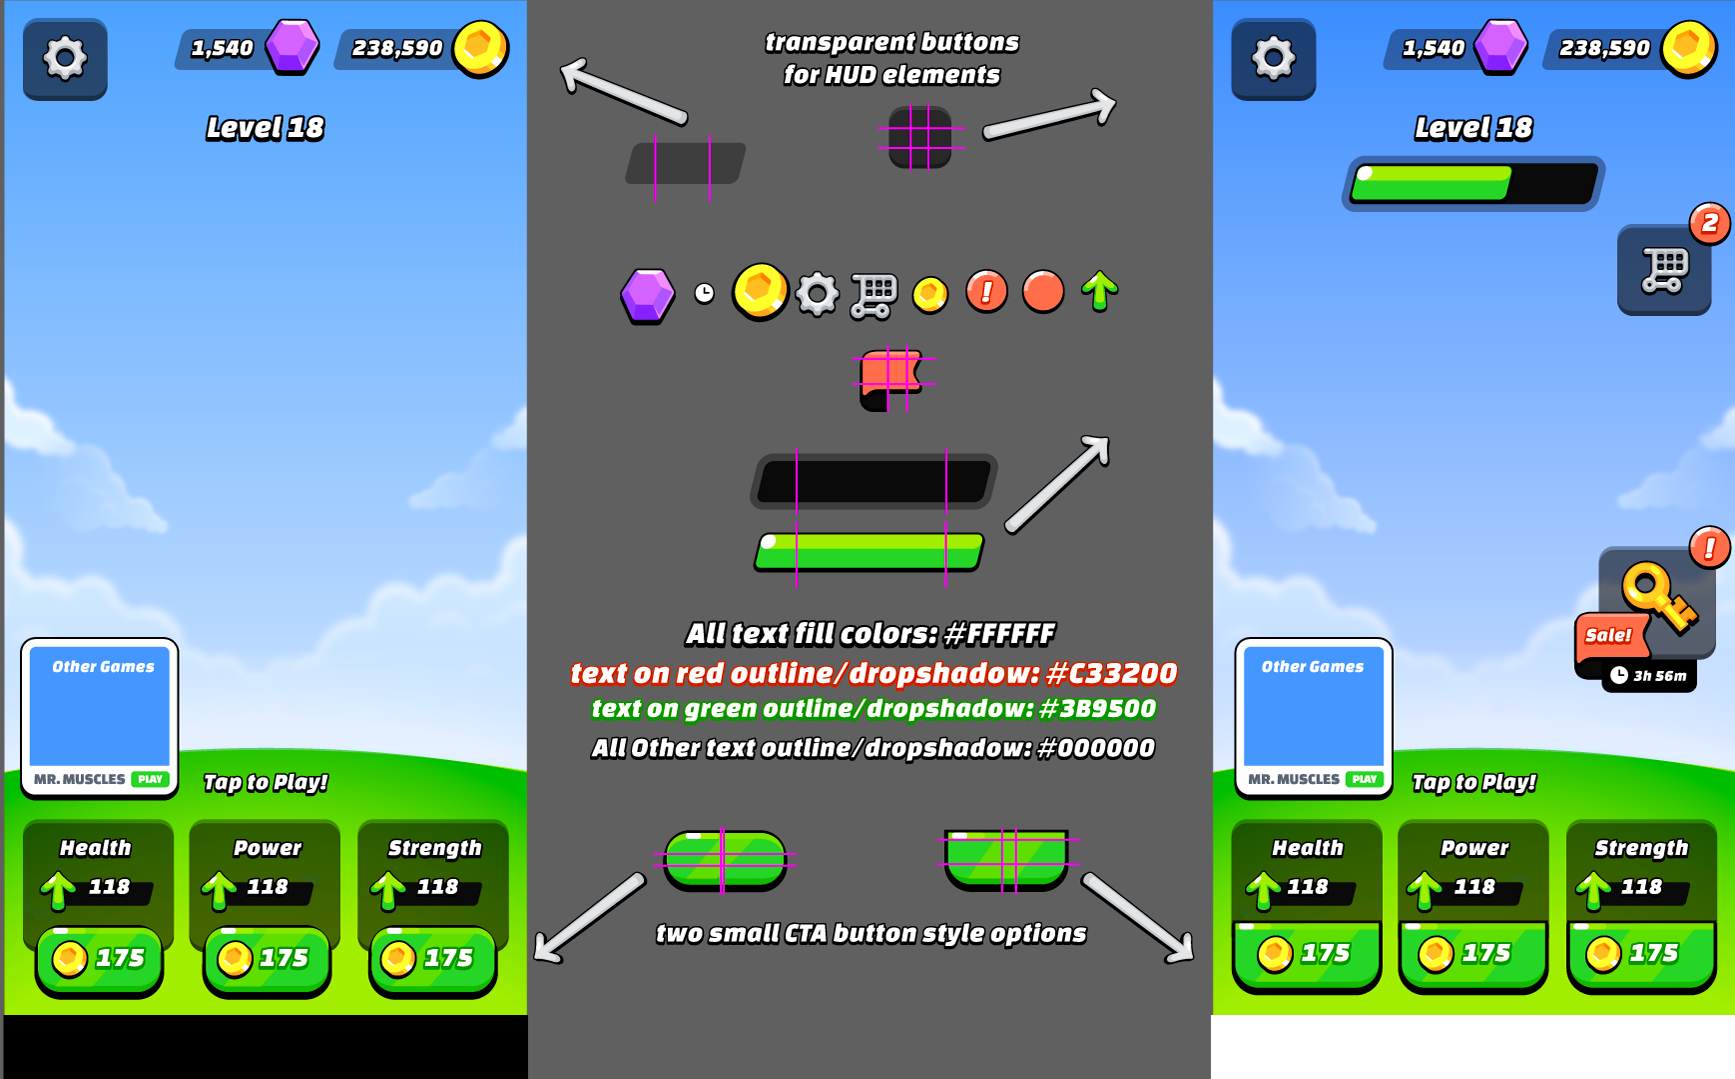 1,540
238,590
Level 18
Other Games
MR. MUSCLES
PLAY
Tap to Play!
Health
Power
Strength
118
118
118
175
175
175
transparent buttons
for HUD elements
!
All text fill colors: #FFFFFF
text on red outline/dropshadow: #C33200
text on green outline/dropshadow: #3B9500
All Other text outline/dropshadow: #000000
two small CTA button style options
1,540
238,590
Level 18
2
!
Sale!
3h 56m
Other Games
MR. MUSCLES
PLAY
Tap to Play!
Health
Power
Strength
118
118
118
175
175
175